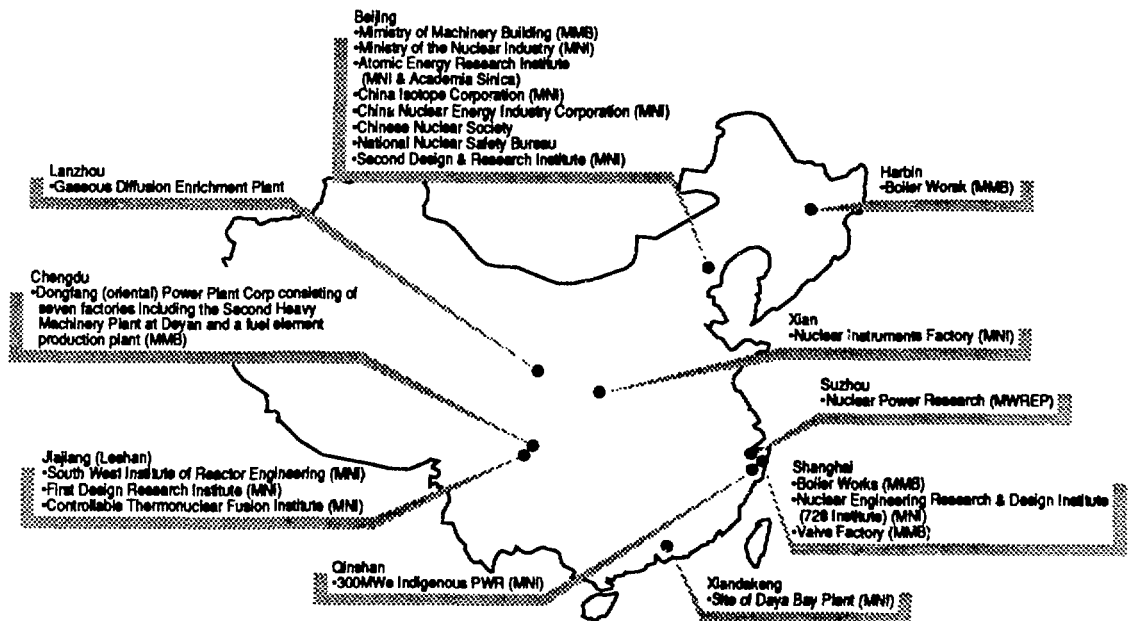 Beijing
•Mimistry of Machinery Building (MMB)
•Ministry of the Nuclear Industry (MNI)
•Atomic Energy Research Institute
(MNI & Academia Sinica)
•China Isotope Corporation (MNI)
•China Nuclear Energy Industry Corporation (MNI)
•Chinese Nuclear Society
•National Nuclear Safety Bureau
•Second Design & Research Institute (MNI)
Lanzhou
•Gaseous Diffusion Enrichment Plant
Harbin
•Boiler Worsk (MMB)
Chengdu
•Dongfang (oriental) Power Plant Corp consisting of
seven factories including the Second Heavy
Machinery Plant at Deyan and a fuel element
production plant (MMB)
Xian
•Nuclear Instruments Factory (MNI)
Suzhou
•Nuclear Power Research (MWREP)
Jiajiang (Leshan)
•South West Institute of Reactor Engineering (MNI)
•First Design Research Institute (MNI)
•Controllable Thermonuclear Fusion Institute (MNI)
Shanghai
•Boiler Works (MMB)
•Nuclear Engineering Research & Design Institute
(728 Institute) (MNI)
•Valve Factory (MMB)
Qinshan
•300MWe Indigenous PWR (MNI)
Xiandakeng
•Site of Daya Bay Plant (MNI)